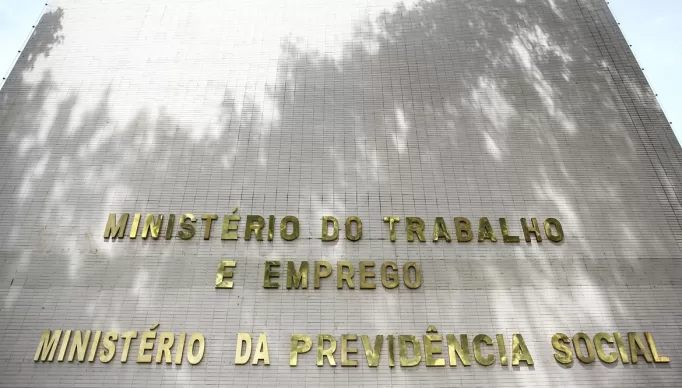 MINISTÉRIO DO TRABALHO
E EMPREGO
MINISTÉRIO DA PREVIDÊNCIA SOCIAL